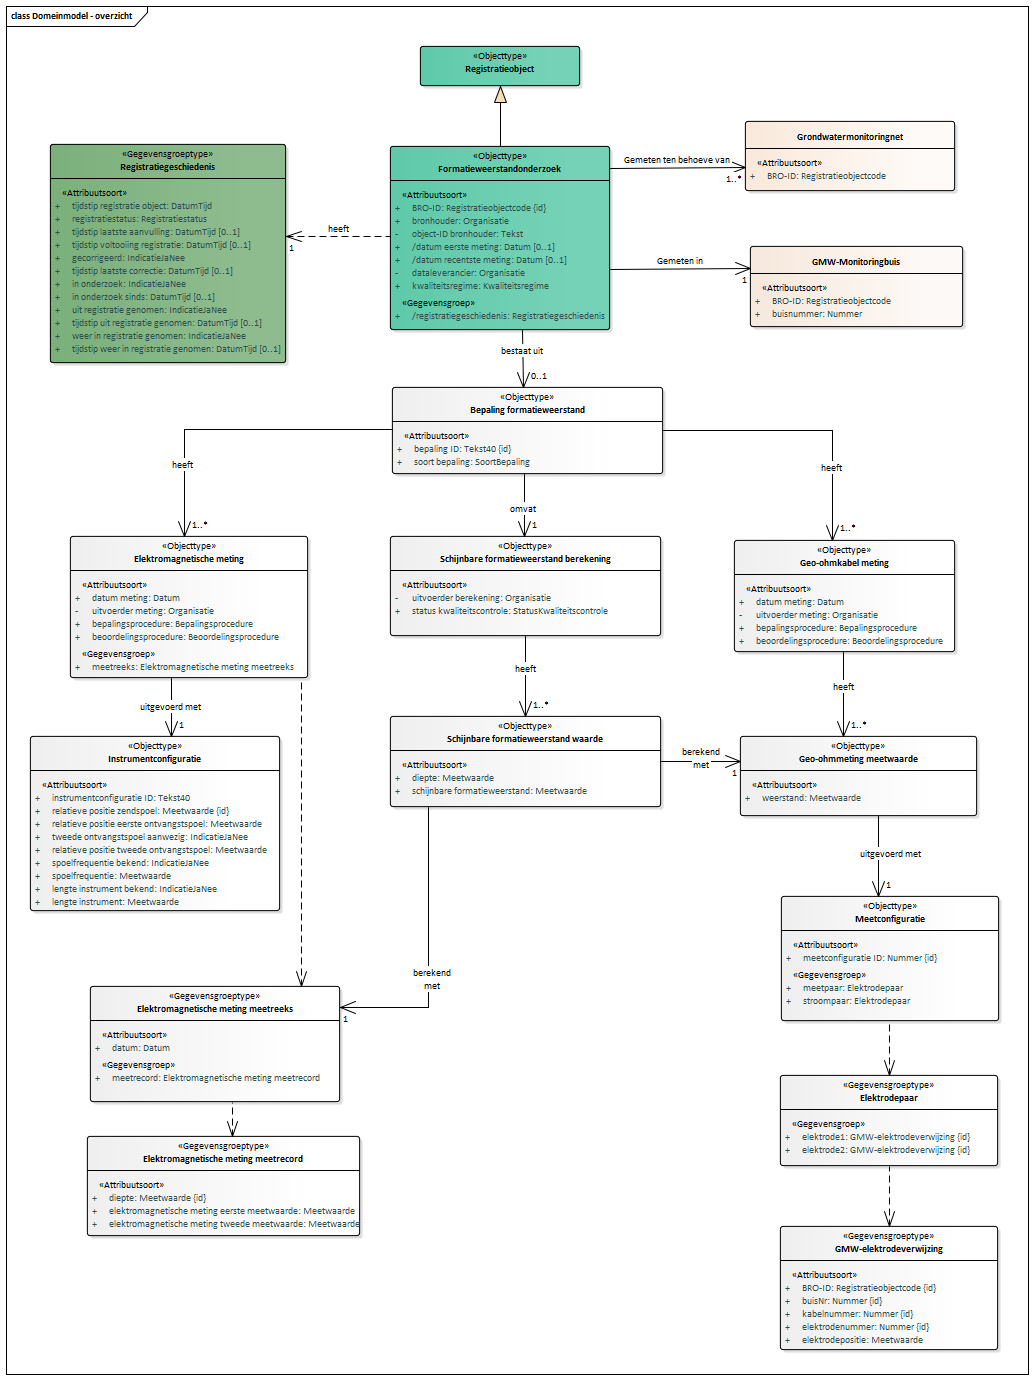 class Domeinmodel - overzicht
«Objecttype»
Registratieobject
«Gegevensgroeptype»
Registratiegeschiedenis
«Attribuutsoort»
+ tijdstip registratie object: DatumTijd
+ registratiestatus: Registratiestatus
+ tijdstip laatste aanvulling: DatumTijd [0..1]
+ tijdstip voltooiing registratie: DatumTijd [0..1]
+ gecorrigeerd: IndicatieJaNee
+ tijdstip laatste correctie: DatumTijd [0..1]
+ in onderzoek: IndicatieJaNee
+ in onderzoek sinds: DatumTijd [0..1]
+ uit registratie genomen: IndicatieJaNee
+ tijdstip uit registratie genomen: DatumTijd [0..1]
+ weer in registratie genomen: IndicatieJaNee
+ tijdstip weer in registratie genomen: DatumTijd [0..1]
heeft
1
«Objecttype»
Formatieweerstandonderzoek
«Attribuutsoort»
+ BRO-ID: Registratieobjectcode {id}
+ bronhouder: Organisatie
- object-ID bronhouder: Tekst
+ /datum eerste meting: Datum [0..1]
+ /datum recentste meting: Datum [0..1]
- dataleverancier: Organisatie
+ kwaliteitsregime: Kwaliteitsregime
«Gegevensgroep»
+ /registratiegeschiedenis: Registratiegeschiedenis
Gemeten ten behoeve van
1..*
Grondwatermonitoringnet
«Attribuutsoort»
+ BRO-ID: Registratieobjectcode
Gemeten in
1
GMW-Monitoringbuis
«Attribuutsoort»
+ BRO-ID: Registratieobjectcode
+ buisnummer: Nummer
bestaat uit
0..1
«Objecttype»
Bepaling formatieweerstand
«Attribuutsoort»
+ bepaling ID: Tekst40 {id}
+ soort bepaling: SoortBepaling
heeft
1..*
omvat
1
heeft
1..*
«Objecttype»
Elektromagnetische meting
«Attribuutsoort»
+ datum meting: Datum
- uitvoerder meting: Organisatie
+ bepalingsprocedure: Bepalingsprocedure
+ beoordelingsprocedure: Beoordelingsprocedure
«Gegevensgroep»
+ meetreeks: Elektromagnetische meting meetreeks
«Objecttype»
Schijnbare formatieweerstand berekening
«Attribuutsoort»
- uitvoerder berekening: Organisatie
+ status kwaliteitscontrole: StatusKwaliteitscontrole
«Objecttype»
Geo-ohmkabel meting
«Attribuutsoort»
+ datum meting: Datum
- uitvoerder meting: Organisatie
+ bepalingsprocedure: Bepalingsprocedure
+ beoordelingsprocedure: Beoordelingsprocedure
uitgevoerd met
1
heeft
1..*
heeft
1..*
«Objecttype»
Instrumentconfiguratie
«Attribuutsoort»
+ instrumentconfiguratie ID: Tekst40
+ relatieve positie zendspoel: Meetwaarde {id}
+ relatieve positie eerste ontvangstspoel: Meetwaarde
+ tweede ontvangstspoel aanwezig: IndicatieJaNee
+ relatieve positie tweede ontvangstspoel: Meetwaarde
+ spoelfrequentie bekend: IndicatieJaNee
+ spoelfrequentie: Meetwaarde
+ lengte instrument bekend: IndicatieJaNee
+ lengte instrument: Meetwaarde
«Objecttype»
Schijnbare formatieweerstand waarde
«Attribuutsoort»
+ diepte: Meetwaarde
+ schijnbare formatieweerstand: Meetwaarde
berekend
met
1
«Objecttype»
Geo-ohmmeting meetwaarde
«Attribuutsoort»
+ weerstand: Meetwaarde
uitgevoerd met
1
«Objecttype»
Meetconfiguratie
«Attribuutsoort»
+ meetconfiguratie ID: Nummer {id}
«Gegevensgroep»
+ meetpaar: Elektrodepaar
+ stroompaar: Elektrodepaar
berekend
met
1
«Gegevensgroeptype»
Elektromagnetische meting meetreeks
«Attribuutsoort»
+ datum: Datum
«Gegevensgroep»
+ meetrecord: Elektromagnetische meting meetrecord
«Gegevensgroeptype»
Elektrodepaar
«Gegevensgroep»
+ elektrode1: GMW-elektrodeverwijzing {id}
+ elektrode2: GMW-elektrodeverwijzing {id}
«Gegevensgroeptype»
Elektromagnetische meting meetrecord
«Attribuutsoort»
+ diepte: Meetwaarde {id}
+ elektromagnetische meting eerste meetwaarde: Meetwaarde
+ elektromagnetische meting tweede meetwaarde: Meetwaarde
«Gegevensgroeptype»
GMW-elektrodeverwijzing
«Attribuutsoort»
+ BRO-ID: Registratieobjectcode {id}
+ buisNr: Nummer {id}
+ kabelnummer: Nummer {id}
+ elektrodenummer: Nummer {id}
+ elektrodepositie: Meetwaarde